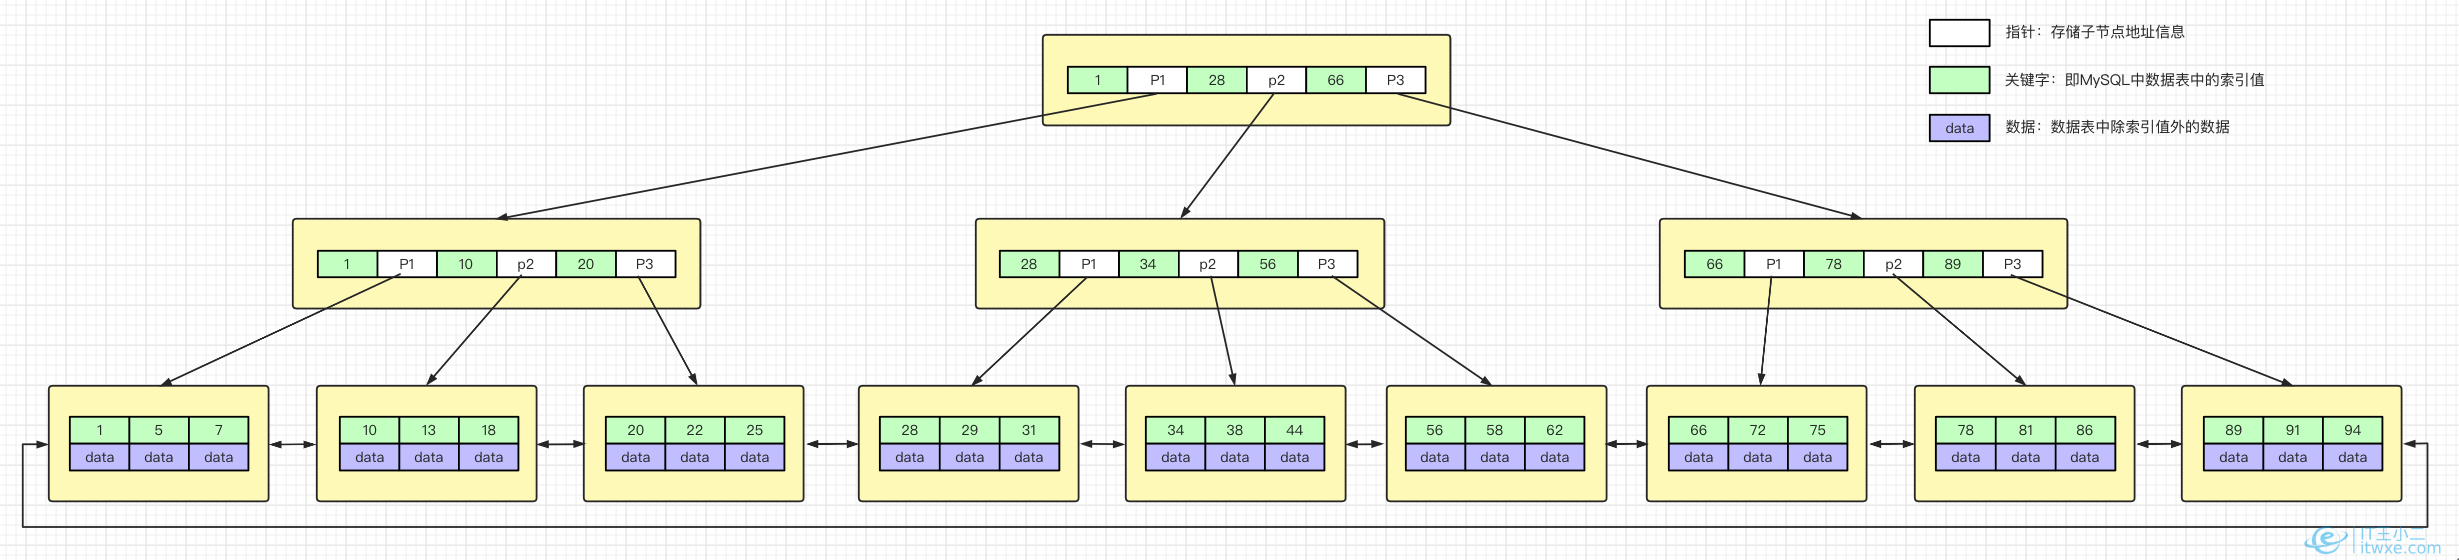 指针：存储子节点地址信息
1 P1 28 p2 66 P3
关键字：即MySQL中数据表中的索引值
data 数据：数据表中除索引值外的数据
1 P1 10 p2 20 P3
28 P1 34 p2 56 P3
66 P1 78 p2 89 P3
1 5 7
data data data
10 13 18
data data data
20 22 25
data data data
28 29 31
data data data
34 38 44
data data data
56 58 62
data data data
66 72 75
data data data
78 81 86
data data data
89 91 94
data data data
IT王小二
itwxe.com